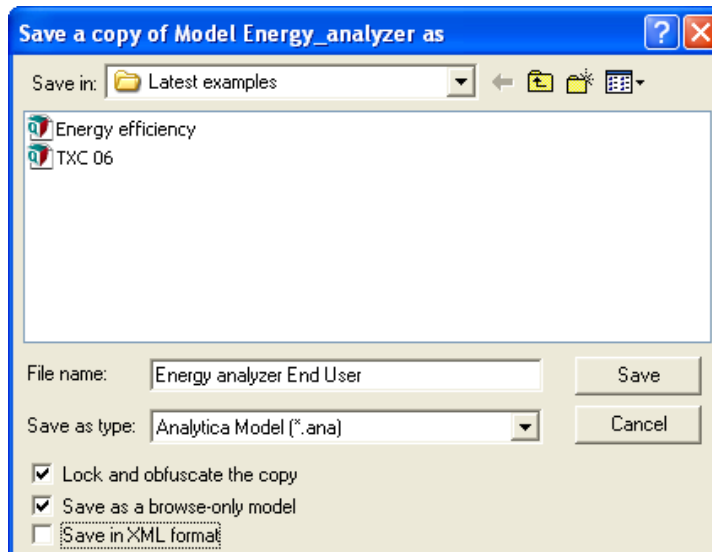 Save a copy of Model Energy_analyzer as
Save in: Latest examples
Energy efficiency
TXC 06
File name: Energy analyzer End User Save
Save as type: Analytica Model (*.ana) Cancel
Lock and obfuscate the copy
Save as a browse-only model
Save in XML format